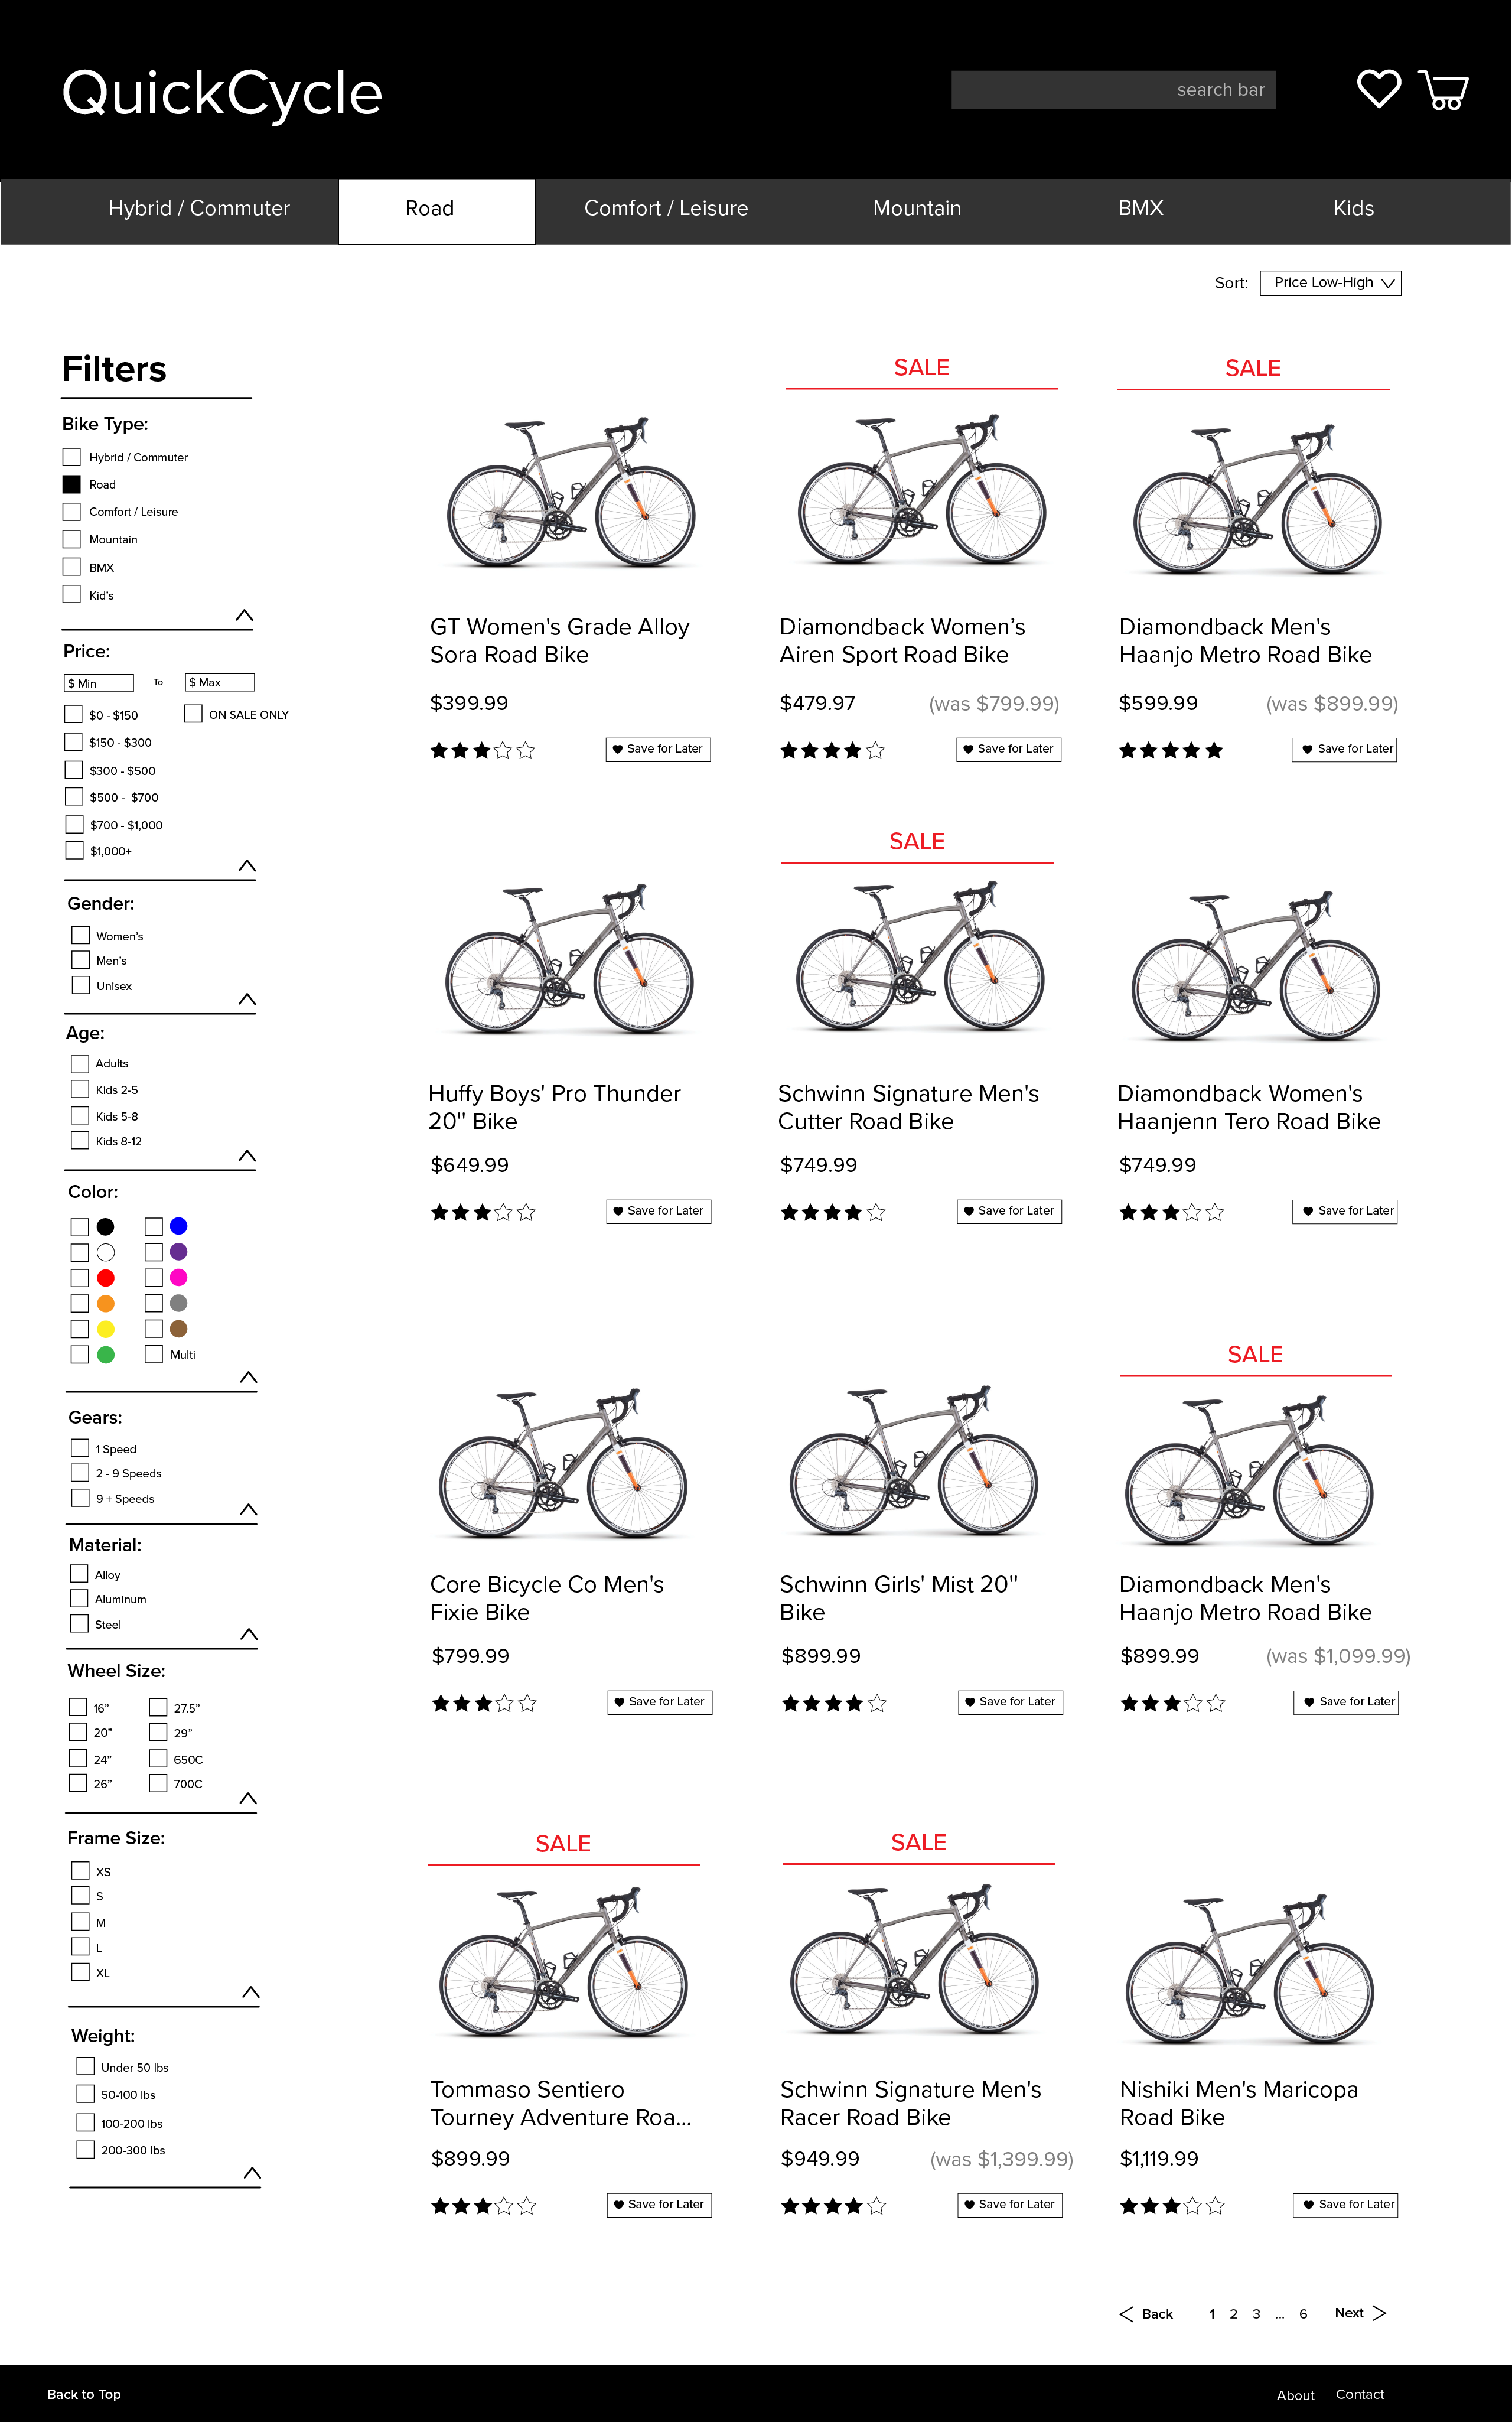 QuickCycle
search bar
Hybrid / Commuter
Road
Comfort / Leisure
Mountain
BMX
Kids
Sort:
Price Low-High
Filters
Bike Type:
Hybrid / Commuter
Road
Comfort / Leisure
Mountain
BMX
Kid's
Price:
$ Min
To
$ Max
$0 - $150
ON SALE ONLY
$150 - $300
$300 - $500
$500 - $700
$700 - $1,000
$1,000+
Gender:
Women's
Men's
Unisex
Age:
Adults
Kids 2-5
Kids 5-8
Kids 8-12
Color:
Multi
Gears:
1 Speed
2 - 9 Speeds
9 + Speeds
Material:
Alloy
Aluminum
Steel
Wheel Size:
16”
27.5”
20”
29”
24”
650C
26”
700C
Frame Size:
XS
S
M
L
XL
Weight:
Under 50 lbs
50-100 lbs
100-200 lbs
200-300 lbs
GT Women's Grade Alloy
Sora Road Bike
$399.99
Save for Later
SALE
Diamondback Women’s
Airen Sport Road Bike
$479.97
(was $799.99)
Save for Later
SALE
Diamondback Men's
Haanjo Metro Road Bike
$599.99
(was $899.99)
Save for Later
Huffy Boys' Pro Thunder
20" Bike
$649.99
Save for Later
SALE
Schwinn Signature Men's
Cutter Road Bike
$749.99
Save for Later
Diamondback Women's
Haanjenn Tero Road Bike
$749.99
Save for Later
Core Bicycle Co Men's
Fixie Bike
$799.99
Save for Later
Schwinn Girls' Mist 20"
Bike
$899.99
Save for Later
SALE
Diamondback Men's
Haanjo Metro Road Bike
$899.99
(was $1,099.99)
Save for Later
SALE
Tommaso Sentiero
Tourney Adventure Roa...
$899.99
Save for Later
SALE
Schwinn Signature Men's
Racer Road Bike
$949.99
(was $1,399.99)
Save for Later
Nishiki Men's Maricopa
Road Bike
$1,119.99
Save for Later
Back
1 2 3 ... 6
Next
Back to Top
About
Contact